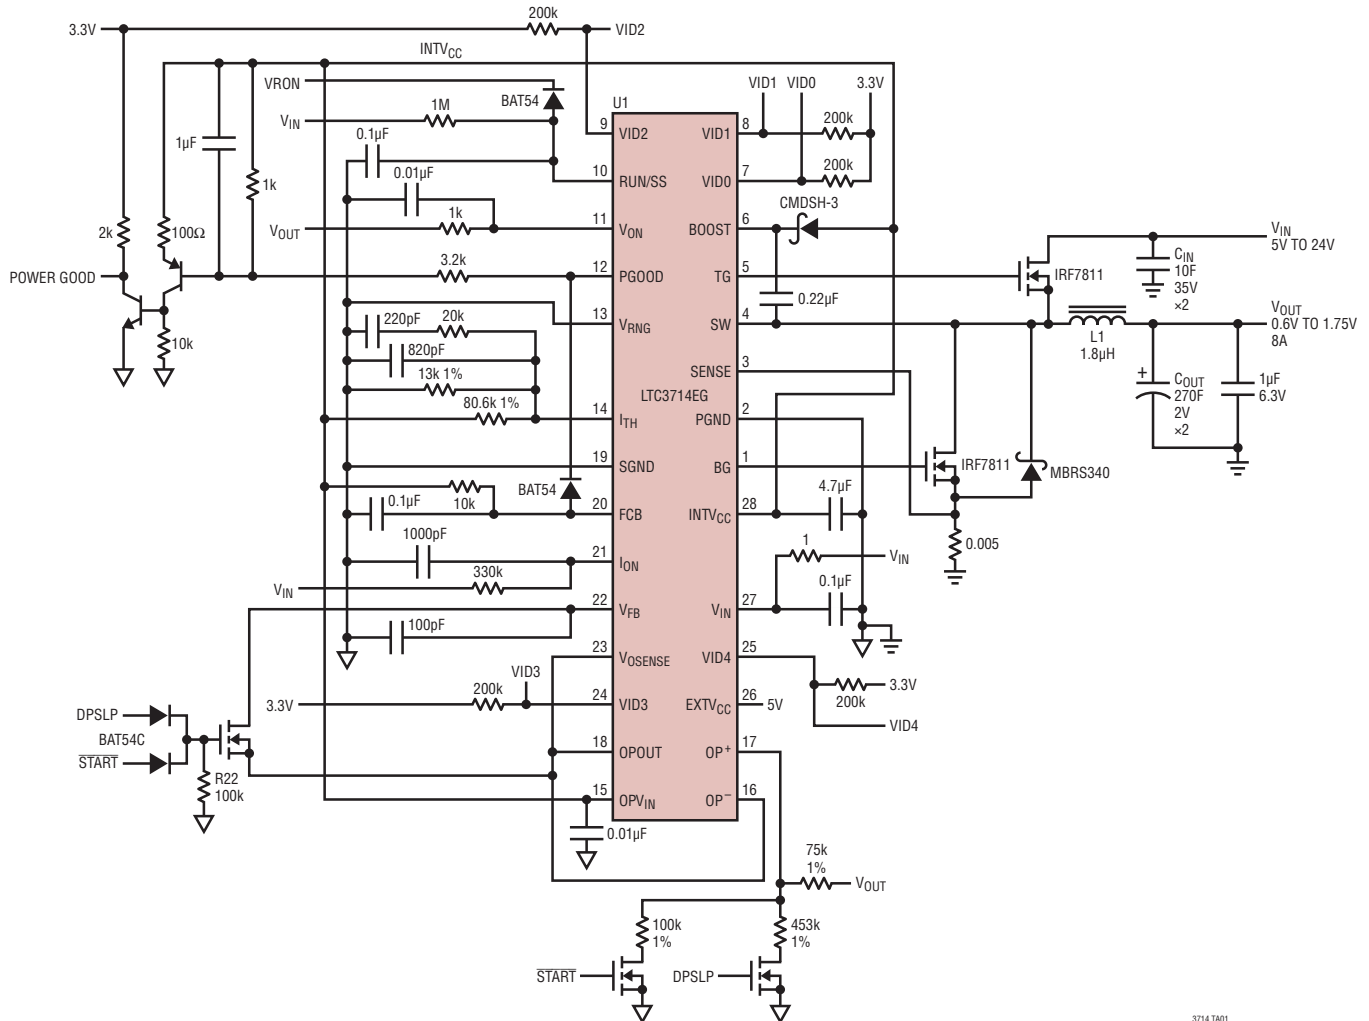 200k
3.3V
VID2
INTVCC
VRON
BAT54
1M
VIN
0.1µF
0.01µF
1µF
1k
1k
VOUT
2k
100Ω
POWER GOOD
10k
3.2k
220pF
20k
820pF
13k 1%
80.6k 1%
BAT54
0.1µF
10k
1000pF
330k
VIN
100pF
VID3
3.3V
200k
DPSLP
BAT54C
START
R22
100k
0.01µF
U1
LTC3714EG
9 VID2
10 RUN/SS
11 VON
12 PGOOD
13 VRNG
14 ITH
19 SGND
20 FCB
21 ION
22 VFB
23 VOSENSE
24 VID3
18 OPOUT
15 OPVIN
VID1 8
VID0 7
BOOST 6
TG 5
SW 4
SENSE 3
PGND 2
BG 1
INTVCC 28
VIN 27
VID4 25
EXTVCC 26
OP+ 17
OP− 16
VID1
VID0
3.3V
200k
200k
CMDSH-3
0.22µF
IRF7811
VIN
5V TO 24V
CIN
10F
35V
×2
L1
1.8µH
VOUT
0.6V TO 1.75V
8A
+
COUT
270F
2V
×2
1µF
6.3V
IRF7811
MBRS340
0.005
4.7µF
1
VIN
0.1µF
3.3V
200k
5V
VID4
75k
1%
VOUT
100k
1%
453k
1%
START
DPSLP
3714 TA01